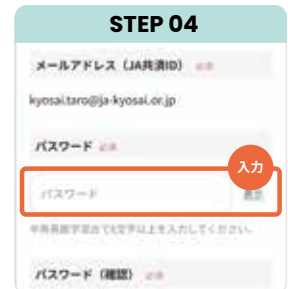 STEP 04
メールアドレス（JA共済ID） 必須
kyosai.taro@ja-kyosai.or.jp
パスワード 必須
入力
パスワード 表示
半角英数字混合で8文字以上を入力してください。
パスワード（確認） 必須